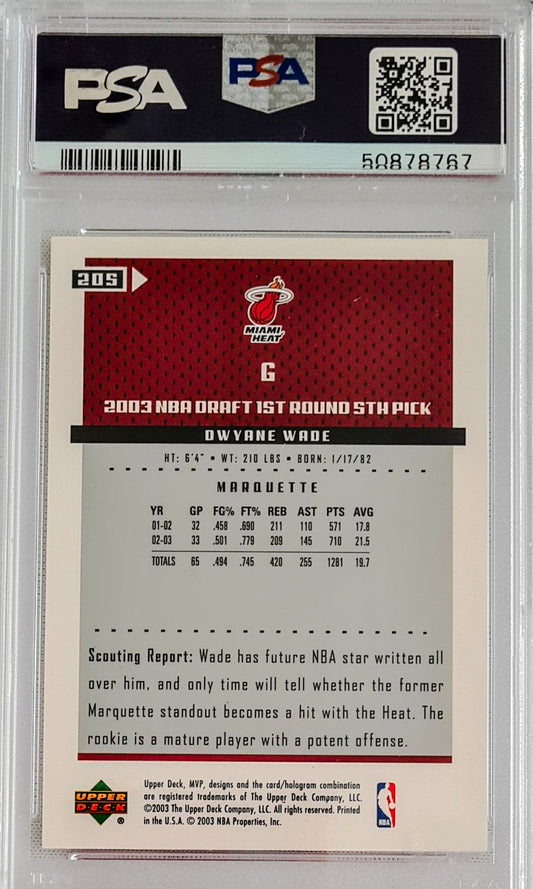 PSA
PSA
50878767
205
MIAMI
HEAT
G
2003 NBA DRAFT 1ST ROUND 5TH PICK
DWYANE WADE
HT: 6'4" ▪ WT: 210 LBS ▪ BORN: 1/17/82
MARQUETTE
YR GP FG% FT% REB AST PTS AVG
01-02 32 .458 .690 211 110 571 17.8
02-03 33 .501 .779 209 145 710 21.5
TOTALS 65 .494 .745 420 255 1281 19.7
Scouting Report: Wade has future NBA star written all
over him, and only time will tell whether the former
Marquette standout becomes a hit with the Heat. The
rookie is a mature player with a potent offense.
UPPER
DECK
®
Upper Deck, MVP, designs and the card/hologram combination
are registered trademarks of The Upper Deck Company, LLC.
©2003 The Upper Deck Company, LLC. All rights reserved. Printed
in the U.S.A. © 2003 NBA Properties, Inc.
NBA